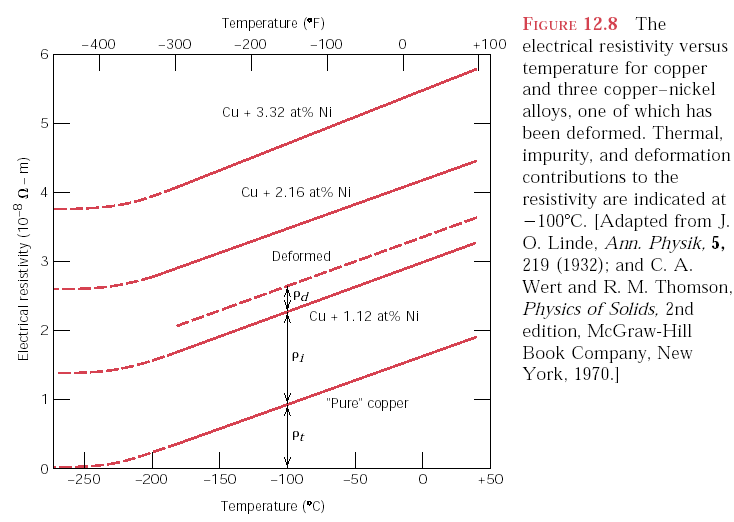 Temperature (°F)
−400 −300 −200 −100 0 +100
6
5
4
3
2
1
0
Electrical resistivity (10⁻⁸ Ω – m)
Cu + 3.32 at% Ni
Cu + 2.16 at% Ni
Deformed
ρd
Cu + 1.12 at% Ni
ρi
"Pure" copper
ρt
−250 −200 −150 −100 −50 0 +50
Temperature (°C)
FIGURE 12.8 The
electrical resistivity versus
temperature for copper
and three copper–nickel
alloys, one of which has
been deformed. Thermal,
impurity, and deformation
contributions to the
resistivity are indicated at
−100°C. [Adapted from J.
O. Linde, Ann. Physik, 5,
219 (1932); and C. A.
Wert and R. M. Thomson,
Physics of Solids, 2nd
edition, McGraw-Hill
Book Company, New
York, 1970.]